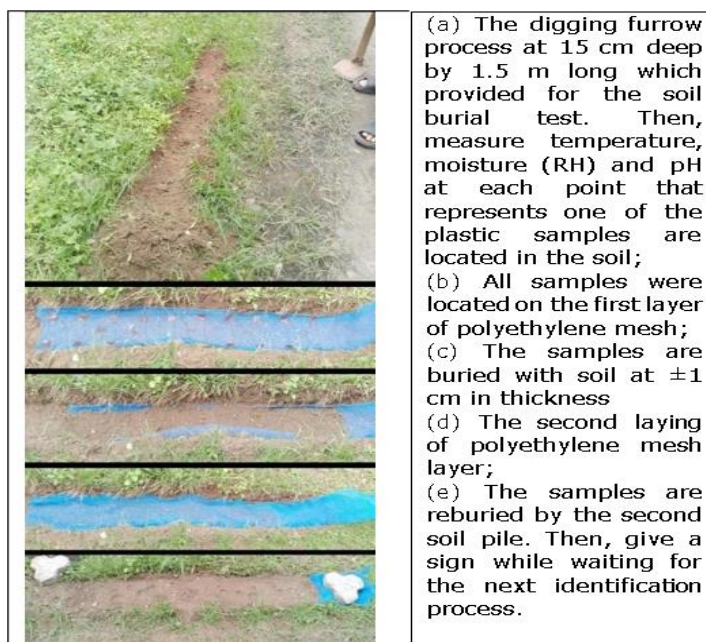 (a) The digging furrow
process at 15 cm deep
by 1.5 m long which
provided for the soil
burial test. Then,
measure temperature,
moisture (RH) and pH
at each point that
represents one of the
plastic samples are
located in the soil;
(b) All samples were
located on the first layer
of polyethylene mesh;
(c) The samples are
buried with soil at ±1
cm in thickness
(d) The second laying
of polyethylene mesh
layer;
(e) The samples are
reburied by the second
soil pile. Then, give a
sign while waiting for
the next identification
process.